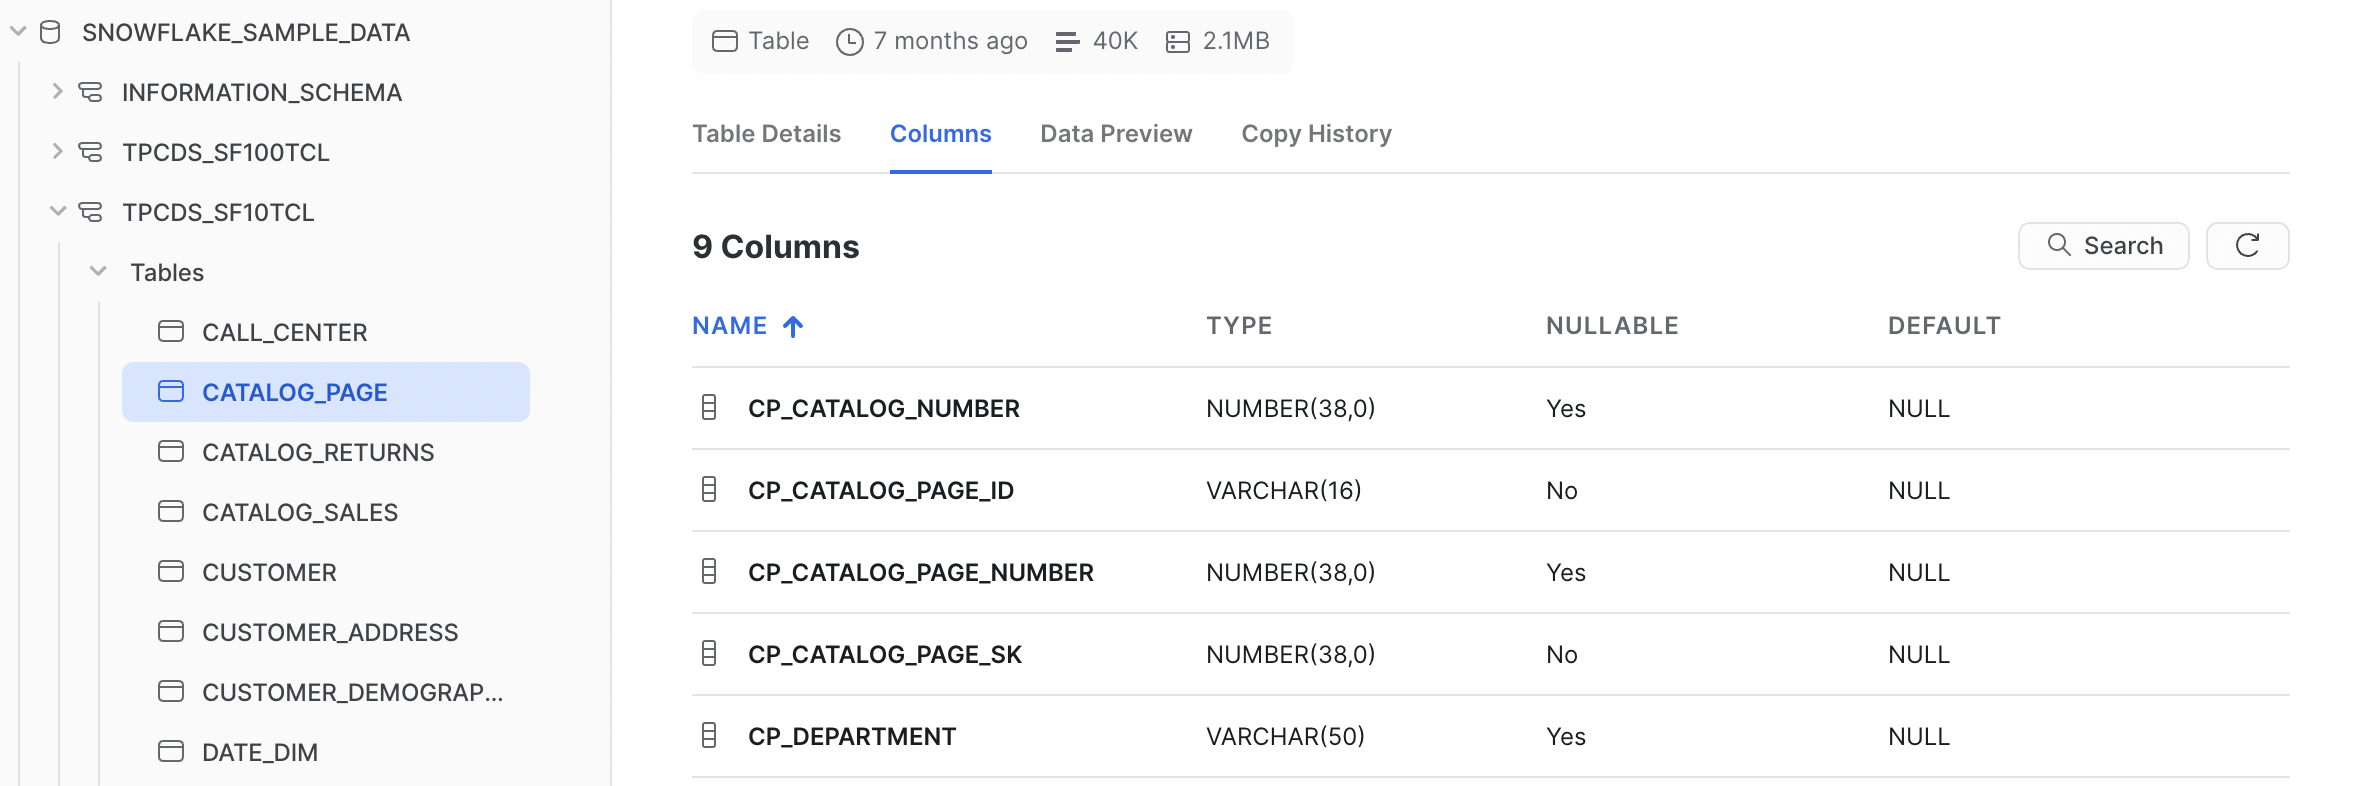 SNOWFLAKE_SAMPLE_DATA
INFORMATION_SCHEMA
TPCDS_SF100TCL
TPCDS_SF10TCL
Tables
CALL_CENTER
CATALOG_PAGE
CATALOG_RETURNS
CATALOG_SALES
CUSTOMER
CUSTOMER_ADDRESS
CUSTOMER_DEMOGRAP...
DATE_DIM
Table 7 months ago 40K 2.1MB
Table Details Columns Data Preview Copy History
9 Columns
Search
NAME TYPE NULLABLE DEFAULT
CP_CATALOG_NUMBER NUMBER(38,0) Yes NULL
CP_CATALOG_PAGE_ID VARCHAR(16) No NULL
CP_CATALOG_PAGE_NUMBER NUMBER(38,0) Yes NULL
CP_CATALOG_PAGE_SK NUMBER(38,0) No NULL
CP_DEPARTMENT VARCHAR(50) Yes NULL